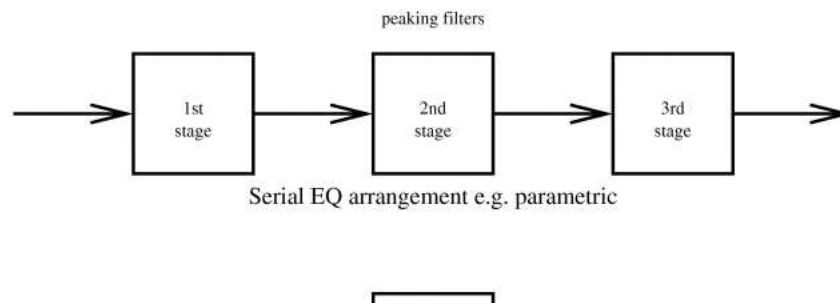 peaking filters
1st
stage
2nd
stage
3rd
stage
Serial EQ arrangement e.g. parametric